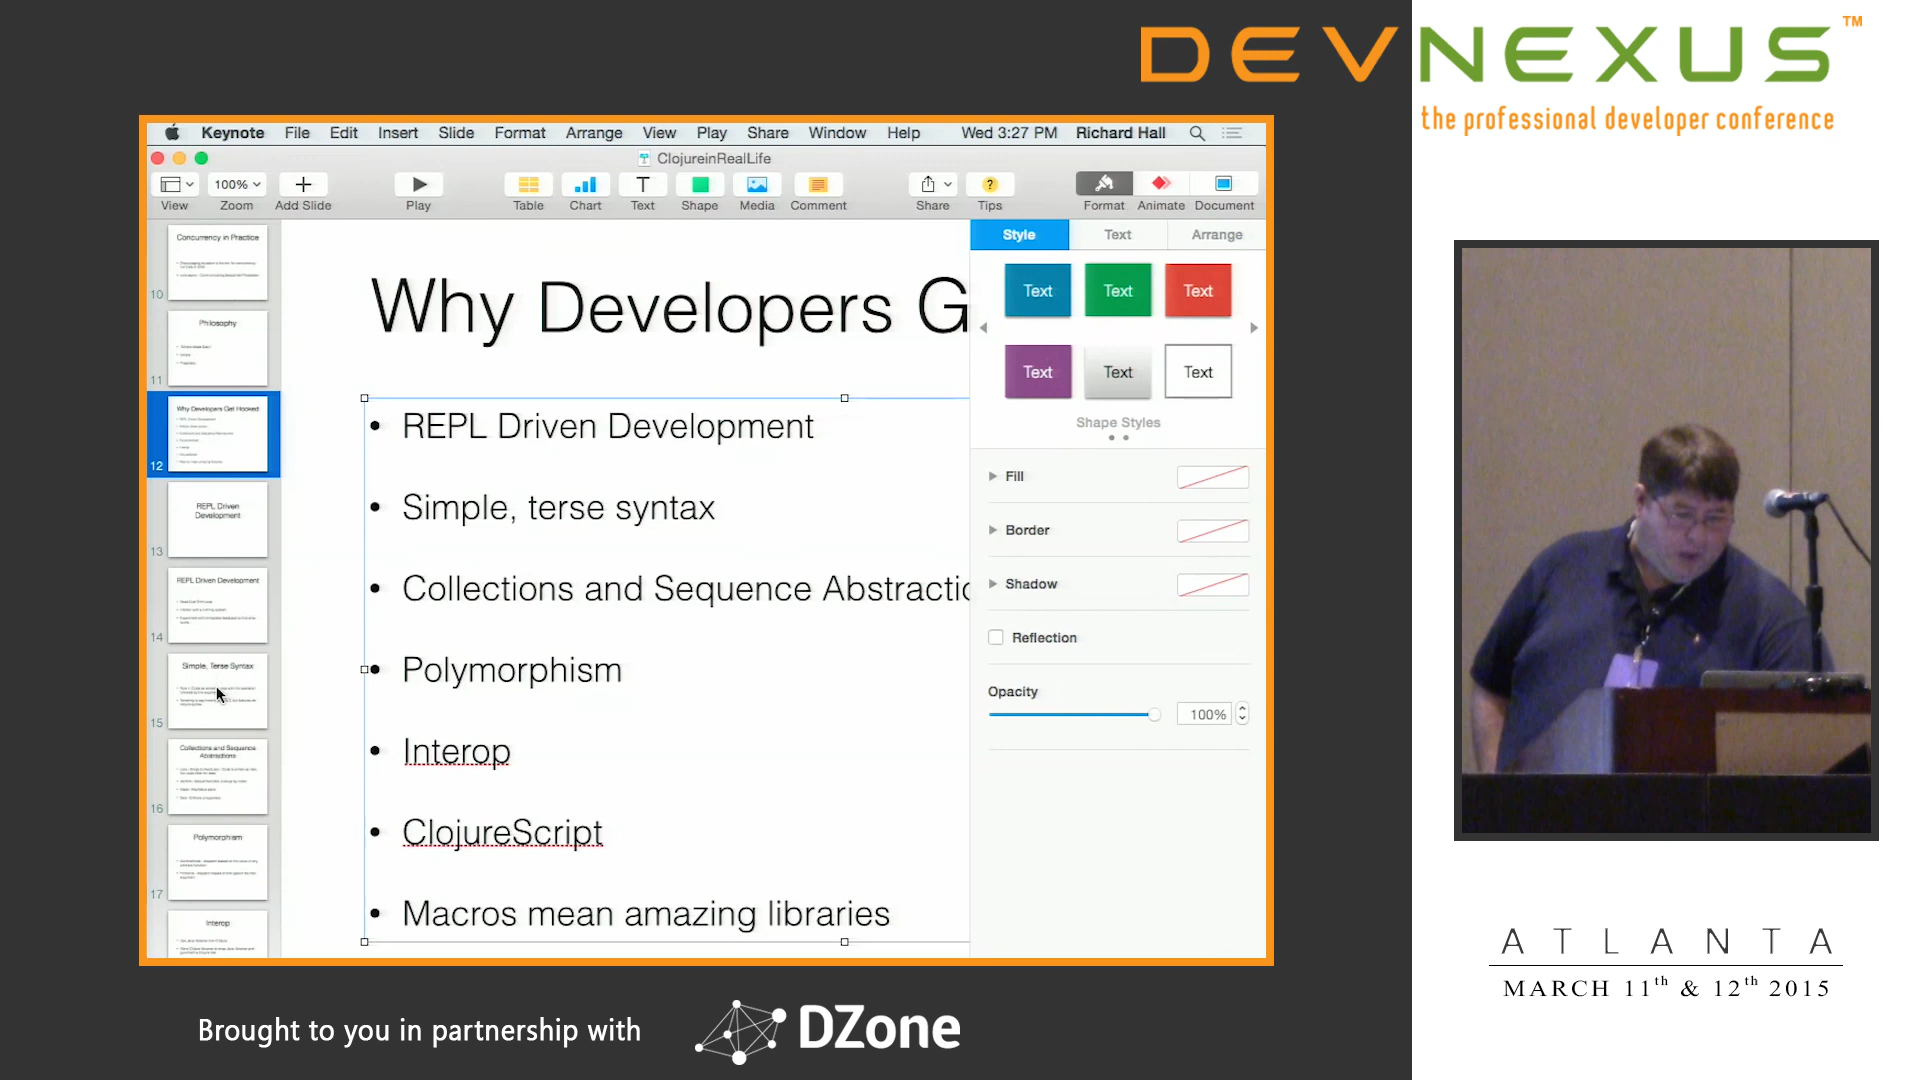 DEVNEXUS™
the professional developer conference
Keynote File Edit Insert Slide Format Arrange View Play Share Window Help Wed 3:27 PM Richard Hall
ClojureinRealLife
100%
View Zoom Add Slide Play Table Chart Text Shape Media Comment Share Tips Format Animate Document
Concurrency in Practice
10
Philosophy
11
Why Developers Get Hooked
12
REPL Driven
Development
13
REPL Driven Development
14
Simple, Terse Syntax
15
Collections and Sequence
Abstractions
16
Polymorphism
17
Interop
Why Developers G
• REPL Driven Development
• Simple, terse syntax
• Collections and Sequence Abstractio
• Polymorphism
• Interop
• ClojureScript
• Macros mean amazing libraries
Style Text Arrange
Text Text Text
Text Text Text
Shape Styles
Fill
Border
Shadow
Reflection
Opacity
100%
ATLANTA
MARCH 11th & 12th 2015
Brought to you in partnership with DZone